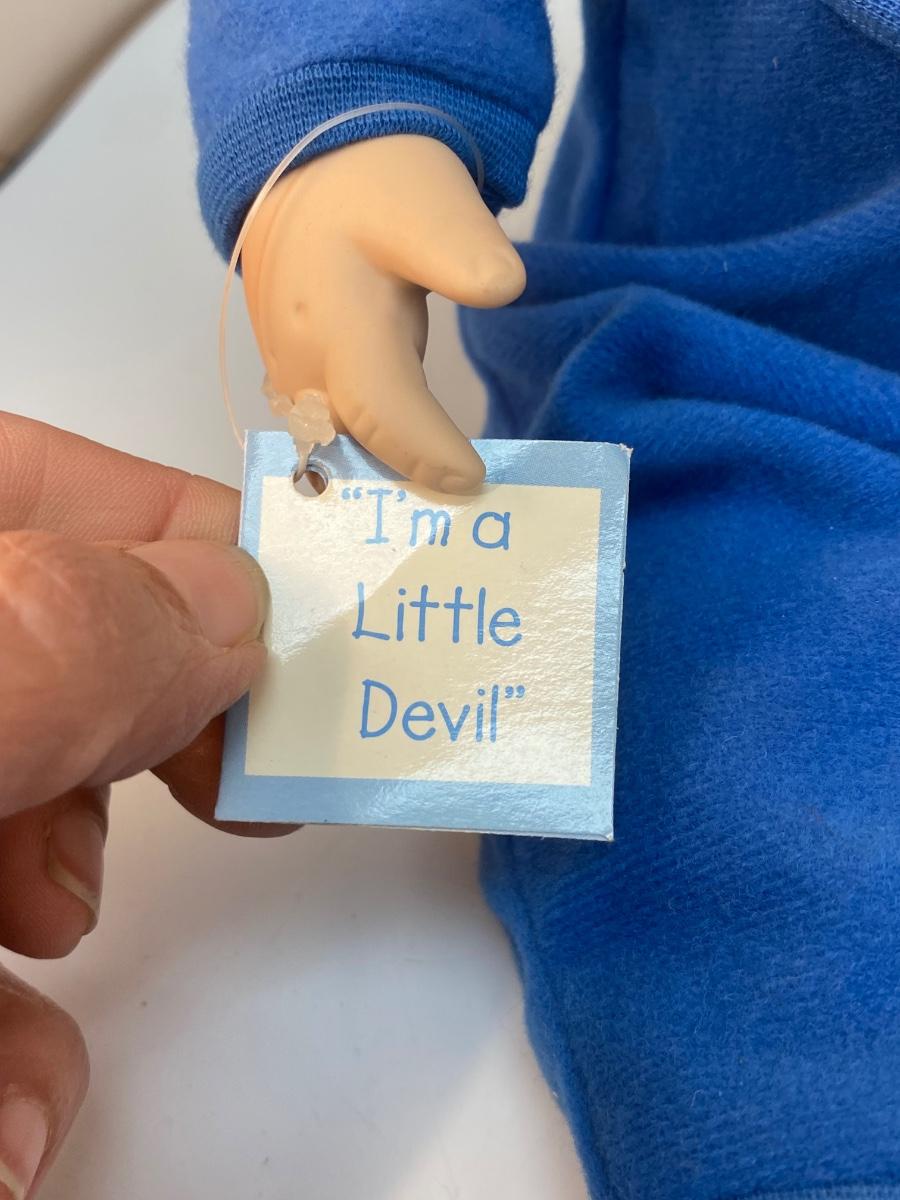 “I’m a
Little
Devil”